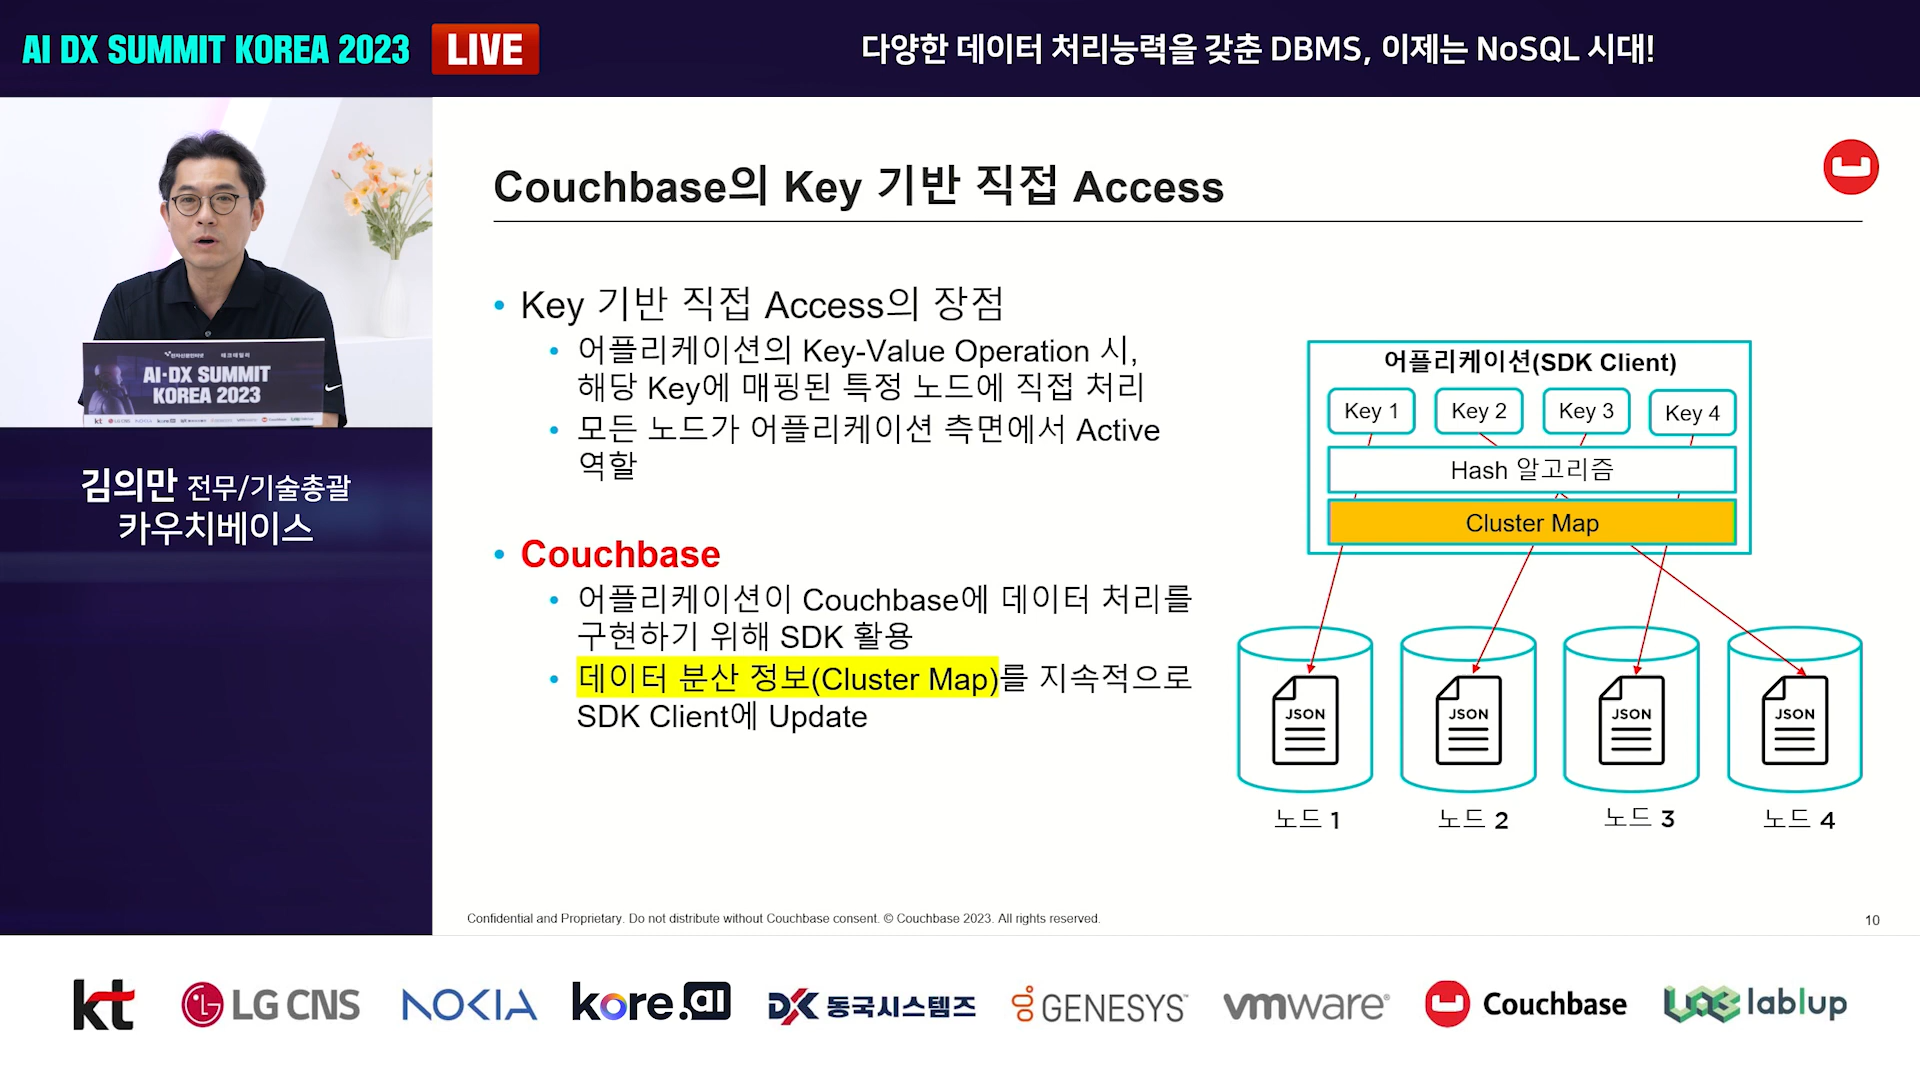 AI DX SUMMIT KOREA 2023
LIVE
다양한 데이터 처리능력을 갖춘 DBMS, 이제는 NoSQL 시대!
AI·DX SUMMIT
KOREA 2023
김의만 전무/기술총괄
카우치베이스
Couchbase의 Key 기반 직접 Access
• Key 기반 직접 Access의 장점
• 어플리케이션의 Key-Value Operation 시,
해당 Key에 매핑된 특정 노드에 직접 처리
• 모든 노드가 어플리케이션 측면에서 Active
역할
• Couchbase
• 어플리케이션이 Couchbase에 데이터 처리를
구현하기 위해 SDK 활용
• 데이터 분산 정보(Cluster Map)를 지속적으로
SDK Client에 Update
어플리케이션(SDK Client)
Key 1 Key 2 Key 3 Key 4
Hash 알고리즘
Cluster Map
JSON JSON JSON JSON
노드 1 노드 2 노드 3 노드 4
Confidential and Proprietary. Do not distribute without Couchbase consent. © Couchbase 2023. All rights reserved.
10
kt LG CNS NOKIA kore.ai DK 동국시스템즈 GENESYS™ vmware® Couchbase lablup